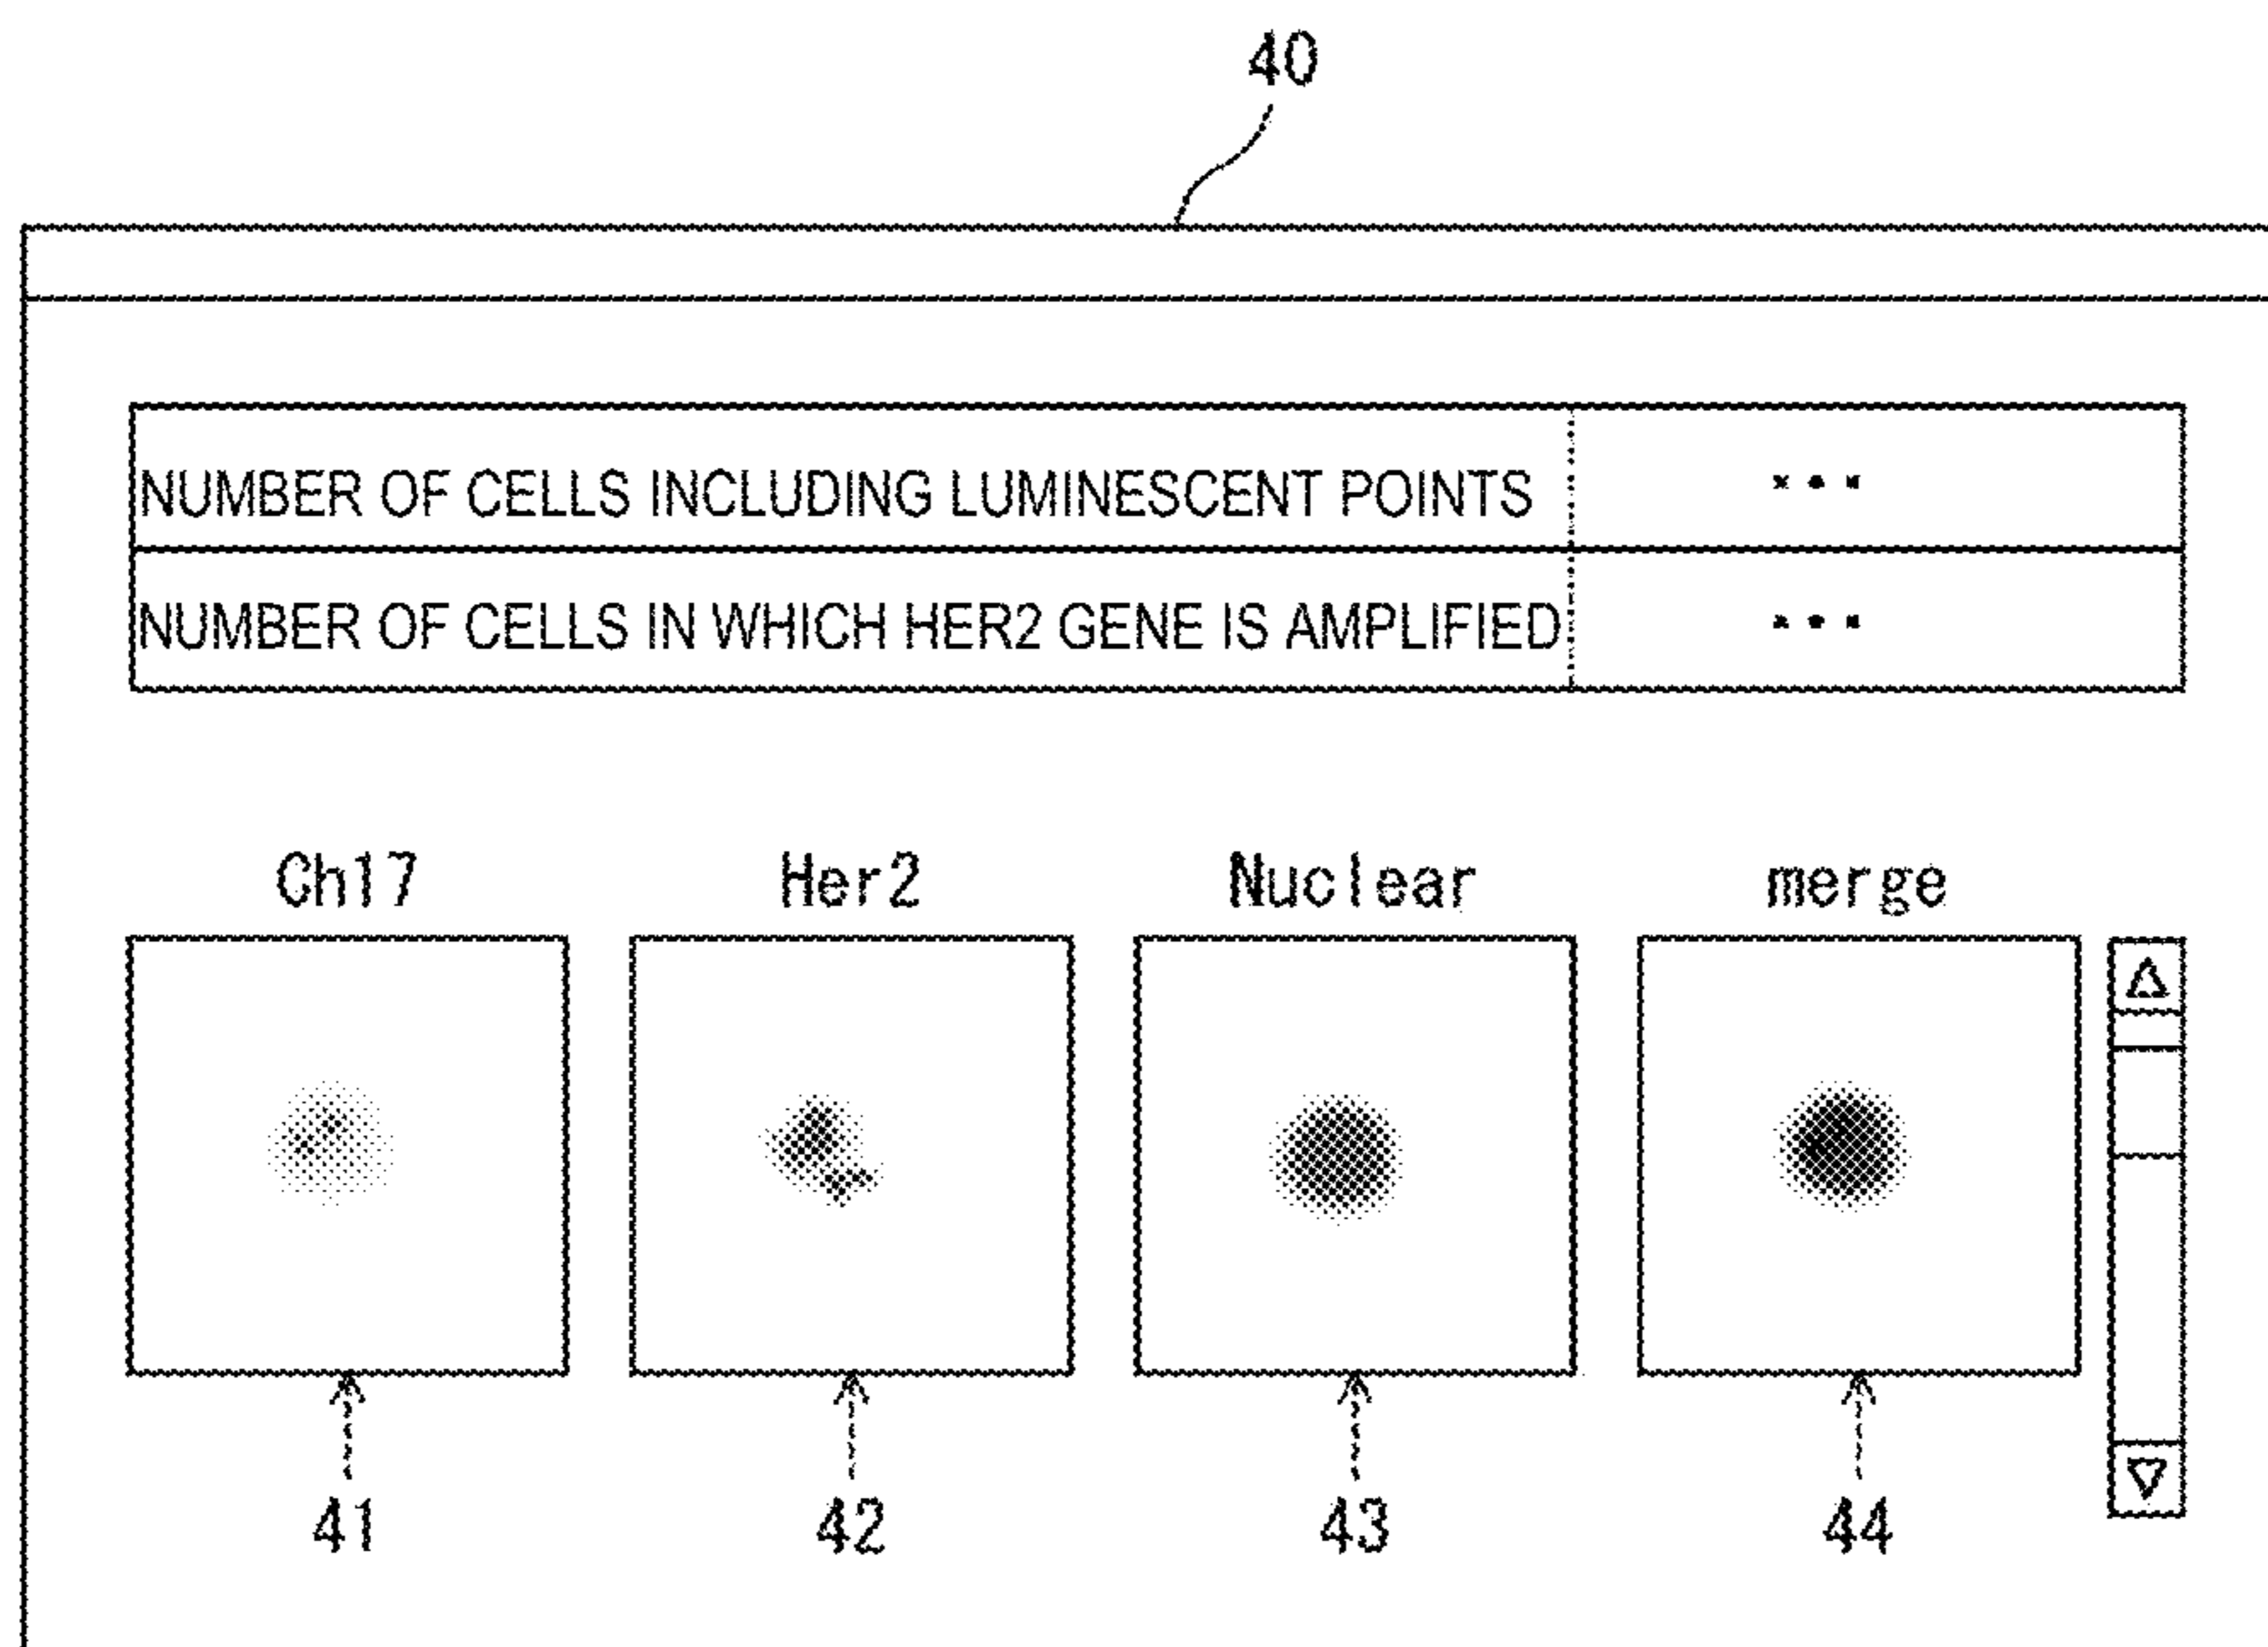 40
NUMBER OF CELLS INCLUDING LUMINESCENT POINTS ...
NUMBER OF CELLS IN WHICH HER2 GENE IS AMPLIFIED ...
Ch17 Her2 Nuclear merge
41 42 43 44